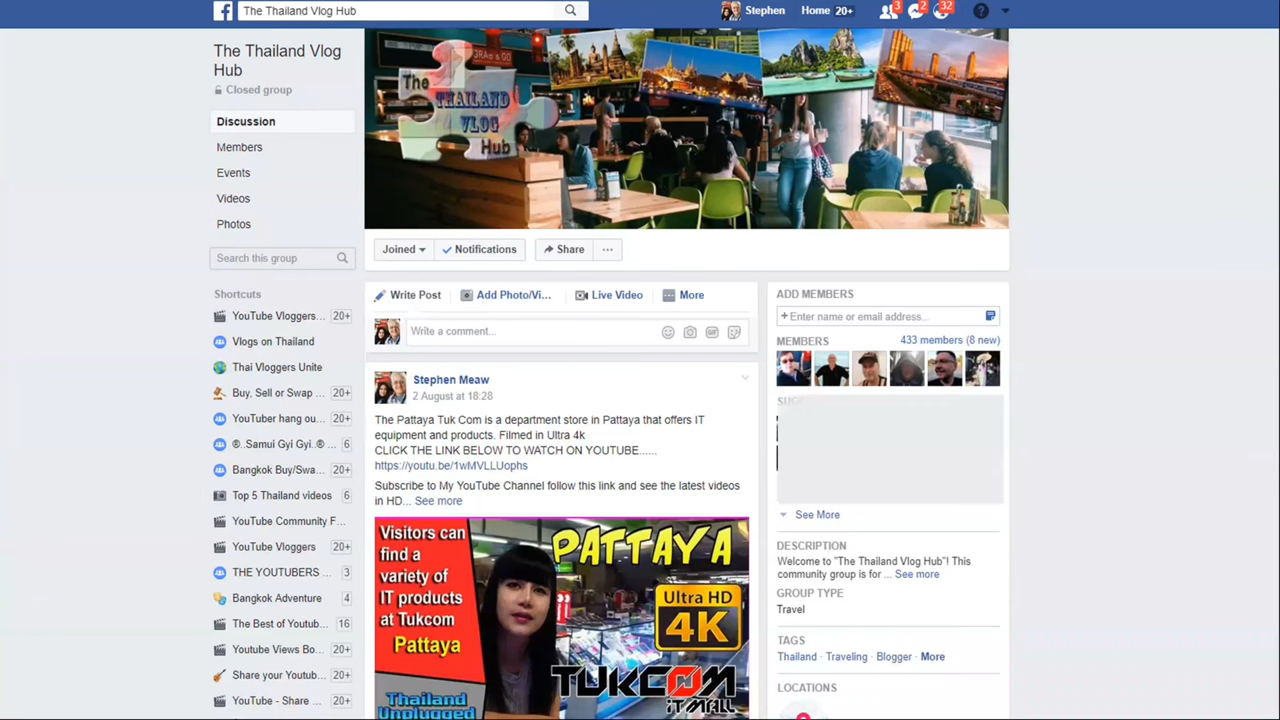 The Thailand Vlog Hub
Stephen
Home 20+
3
2
32
The Thailand Vlog
Hub
Closed group
Discussion
Members
Events
Videos
Photos
Search this group
Shortcuts
YouTube Vloggers... 20+
Vlogs on Thailand
Thai Vloggers Unite
Buy, Sell or Swap ... 20+
YouTuber hang ou... 20+
®..Samui Gyi Gyi.® ... 6
Bangkok Buy/Swa... 20+
Top 5 Thailand videos 6
YouTube Community F...
YouTube Vloggers 20+
THE YOUTUBERS ... 3
Bangkok Adventure 4
The Best of Youtub... 16
Youtube Views Bo... 20+
Share your Youtub... 20+
YouTube - Share ... 20+
The
THAILAND
VLOG
Hub
Joined
Notifications
Share
...
Write Post
Add Photo/Vi...
Live Video
More
Write a comment...
GIF
Stephen Meaw
2 August at 18:28
The Pattaya Tuk Com is a department store in Pattaya that offers IT
equipment and products. Filmed in Ultra 4k
CLICK THE LINK BELOW TO WATCH ON YOUTUBE......
https://youtu.be/1wMVLLUophs
Subscribe to My YouTube Channel follow this link and see the latest videos
in HD... See more
Visitors can
find a
variety of
IT products
at Tukcom
Pattaya
Thailand
Unplugged
PATTAYA
Ultra HD
4K
TUKCOM
iT MALL
ADD MEMBERS
+Enter name or email address...
MEMBERS
433 members (8 new)
See More
DESCRIPTION
Welcome to "The Thailand Vlog Hub"! This
community group is for ... See more
GROUP TYPE
Travel
TAGS
Thailand · Traveling · Blogger · More
LOCATIONS